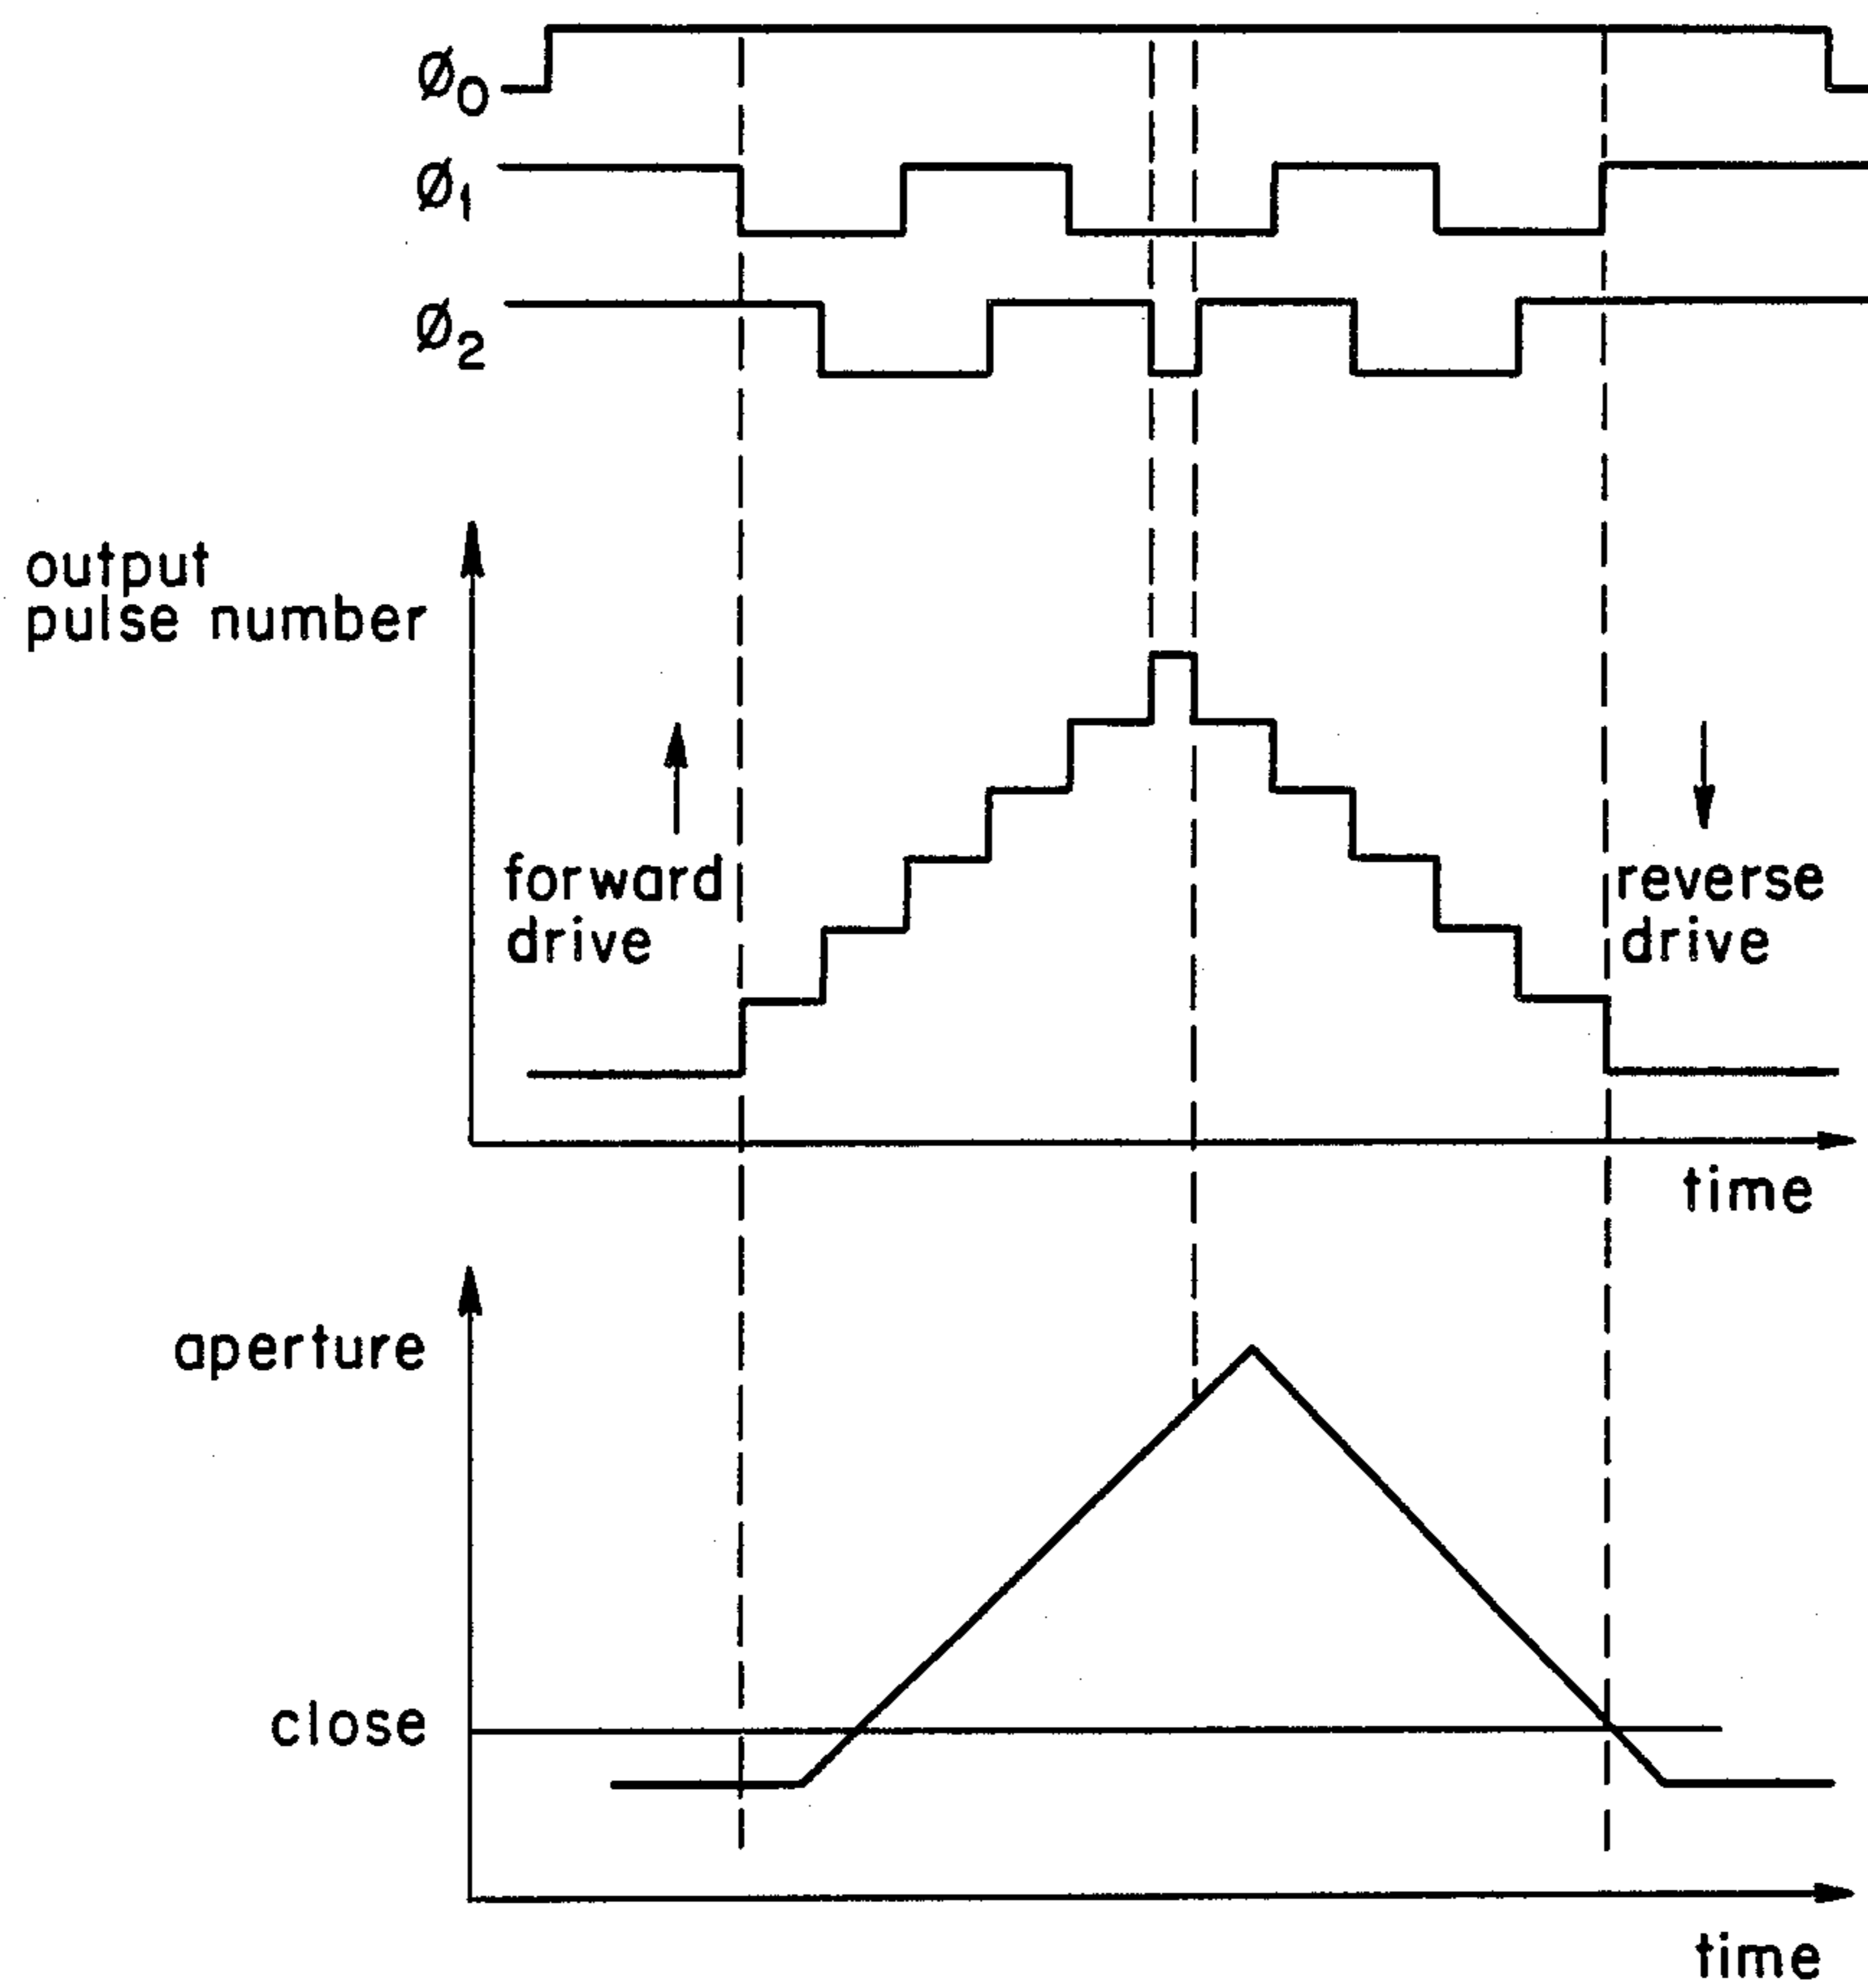 Ø0
Ø1
Ø2
output
pulse number
forward
drive
reverse
drive
time
aperture
close
time